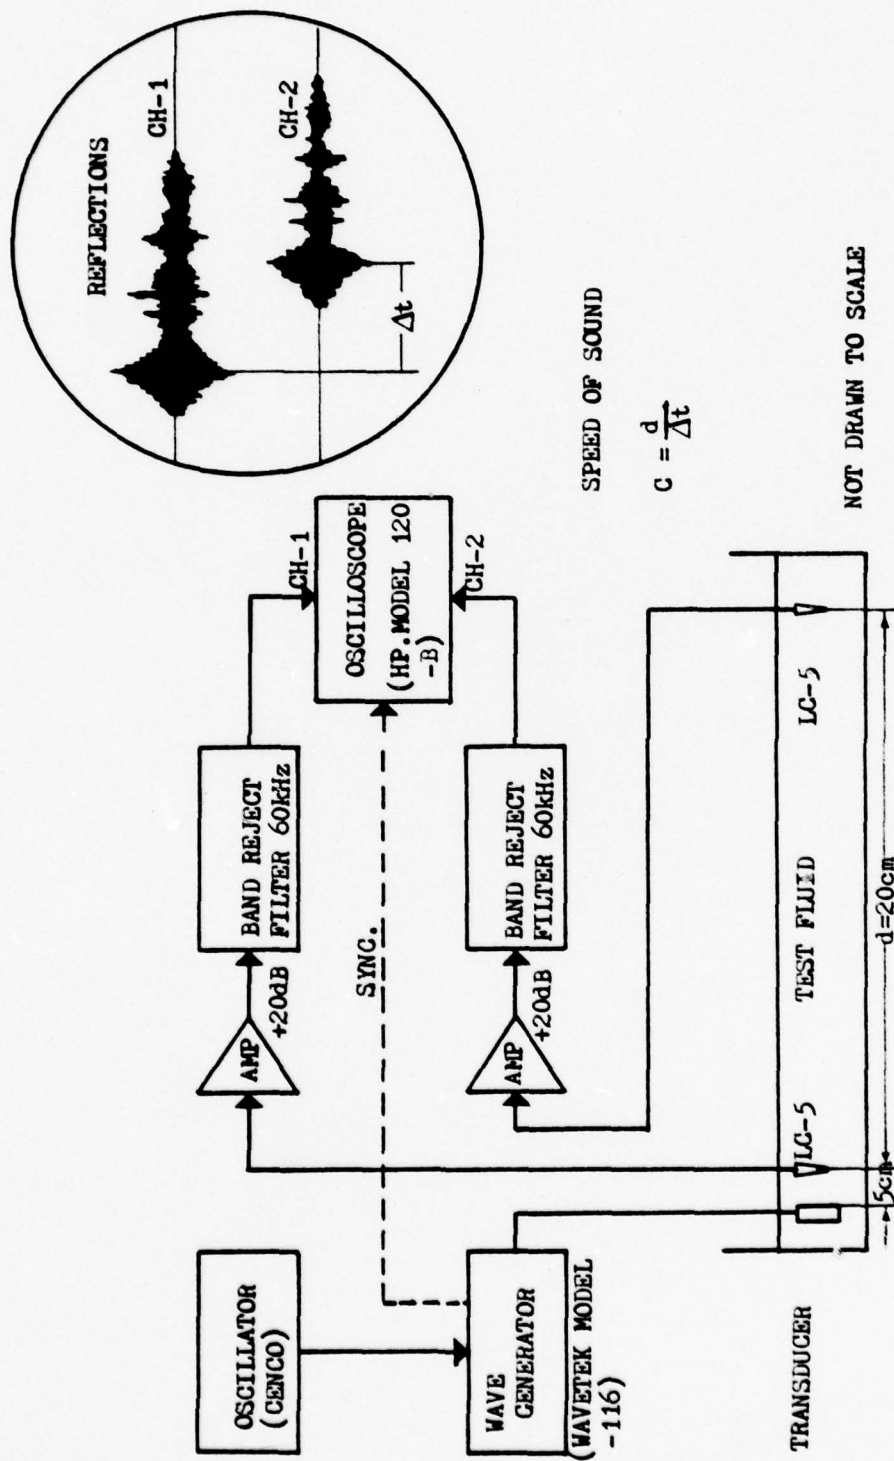 OSCILLATOR
(CENCO)
WAVE
GENERATOR
(WAVETEK MODEL
-116)
TRANSDUCER
AMP
+20dB
BAND REJECT
FILTER 60kHz
SYNC.
AMP
+20dB
BAND REJECT
FILTER 60kHz
CH-1
OSCILLOSCOPE
(HP.MODEL 120
-B)
CH-2
REFLECTIONS
CH-1
CH-2
Δt
SPEED OF SOUND
C = d/Δt
LC-5
TEST FLUID
LC-5
5cm
d=20cm
NOT DRAWN TO SCALE